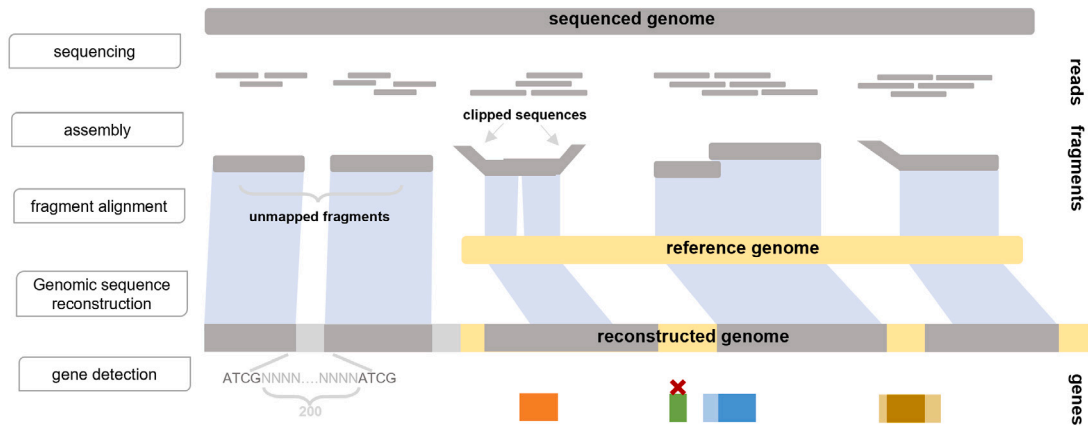 sequenced genome
sequencing
reads
clipped sequences
assembly
fragments
fragment alignment
unmapped fragments
reference genome
Genomic sequence
reconstruction
reconstructed genome
gene detection
ATCGNNNN....NNNNATCG
200
genes